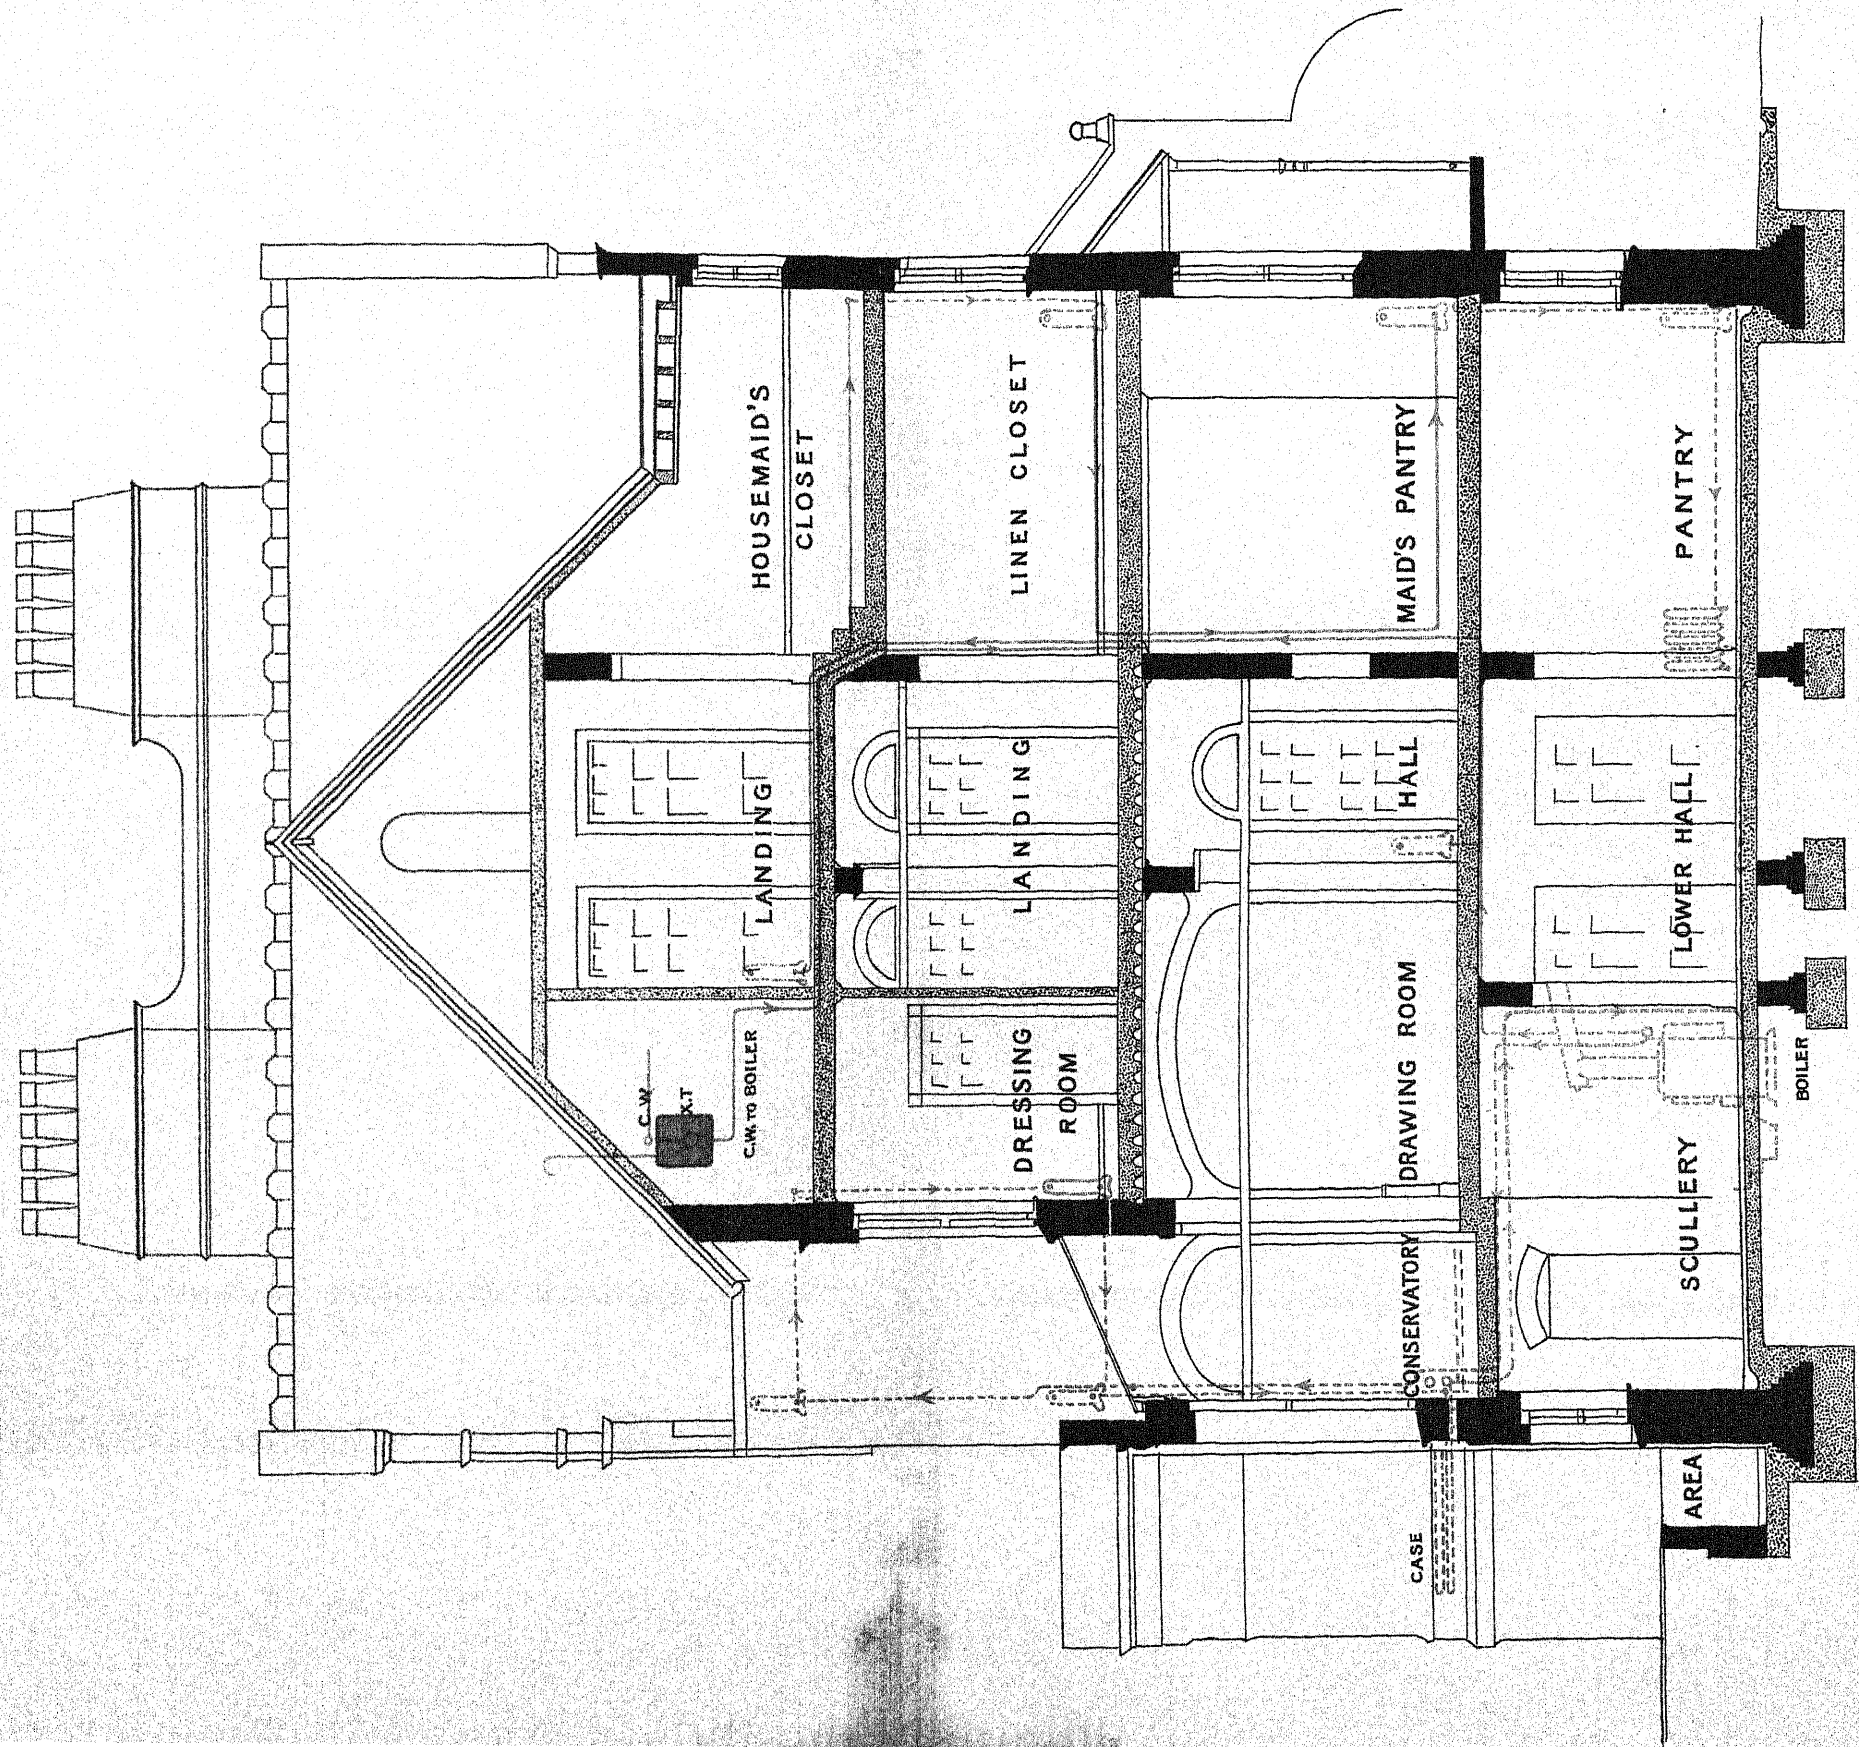 HOUSEMAID'S
CLOSET
LANDING
C.W.
X.T
C.W. TO BOILER
LINEN CLOSET
LANDING
DRESSING
ROOM
MAID'S PANTRY
HALL
DRAWING ROOM
CONSERVATORY
CASE
PANTRY
LOWER HALL
SCULLERY
AREA
BOILER